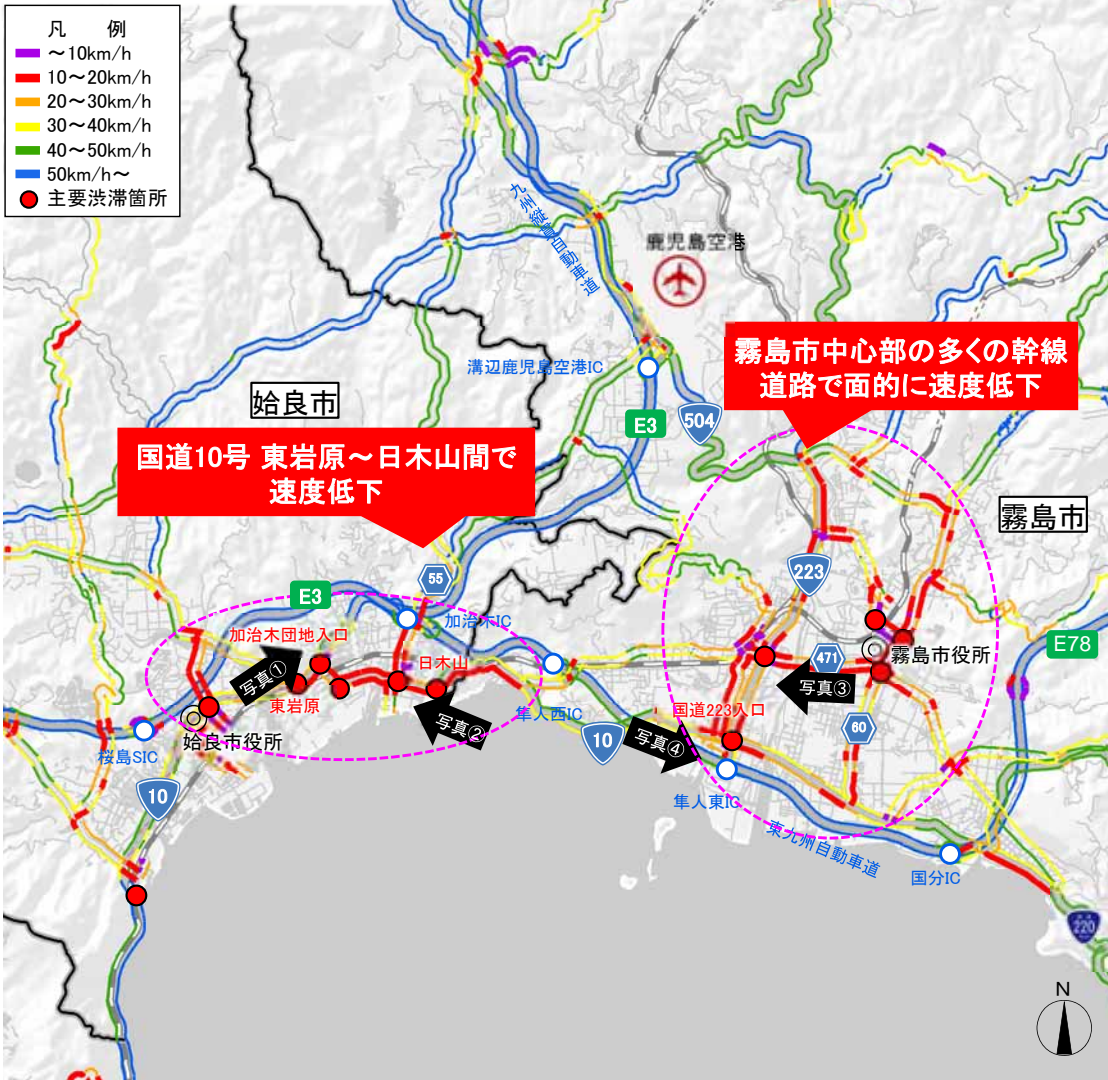 凡　例
～10km/h
10～20km/h
20～30km/h
30～40km/h
40～50km/h
50km/h～
主要渋滞箇所
九州縦貫自動車道
鹿児島空港
溝辺鹿児島空港IC
霧島市中心部の多くの幹線
道路で面的に速度低下
姶良市
E3
504
国道10号 東岩原～日木山間で
速度低下
霧島市
55
223
E3
加治木IC
加治木団地入口
日木山
471
霧島市役所
E78
写真①
写真③
東岩原
隼人西IC
国道223入口
写真②
60
姶良市役所
10
写真④
桜島SIC
10
隼人東IC
東九州自動車道
国分IC
220
N